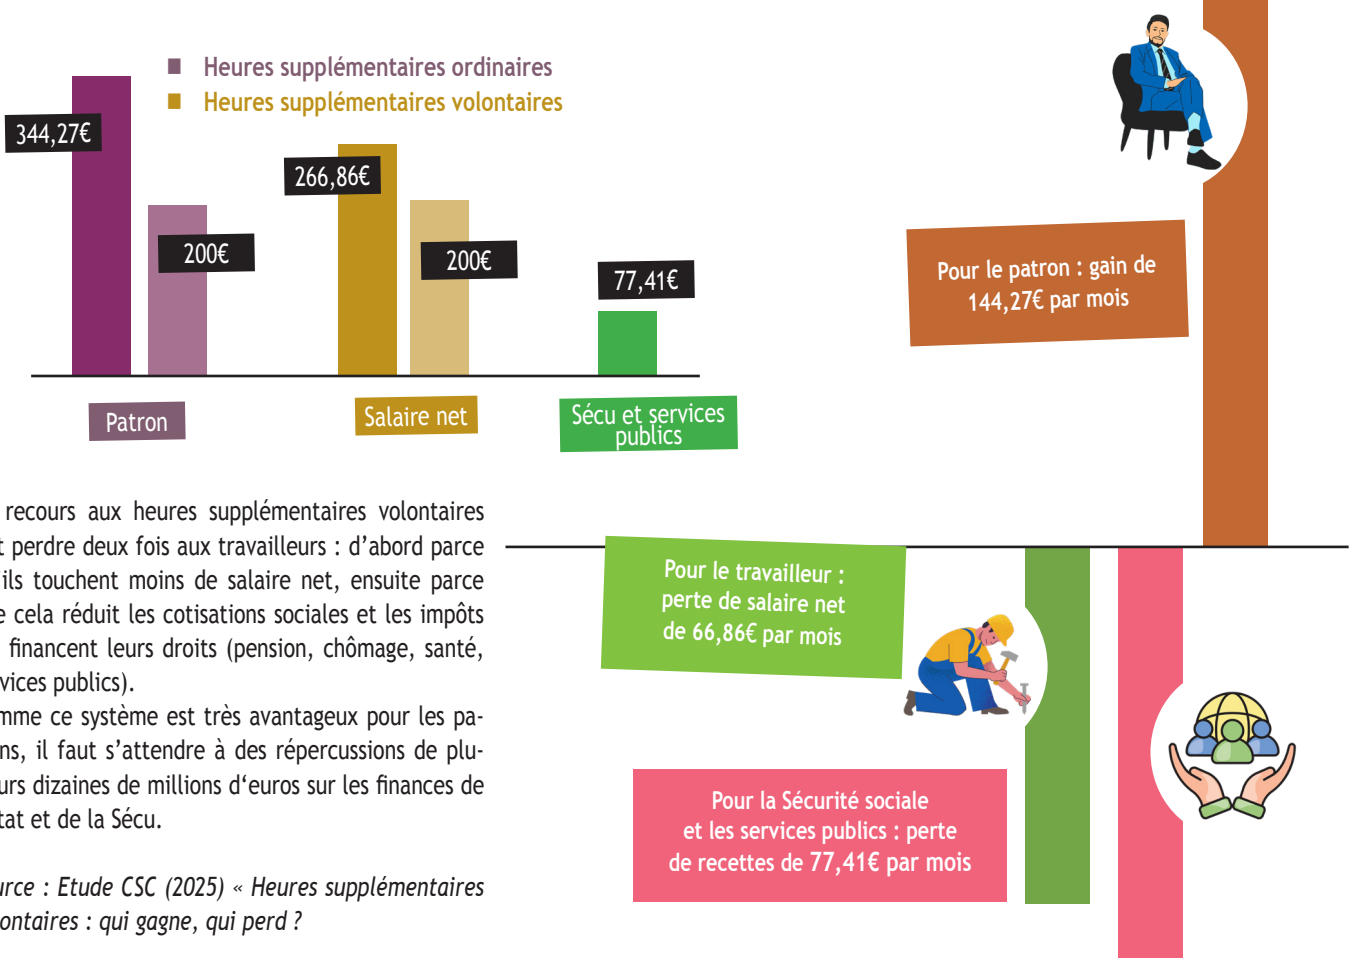 Heures supplémentaires ordinaires
Heures supplémentaires volontaires
344,27€
200€
266,86€
200€
77,41€
Patron
Salaire net
Sécu et services
publics
Pour le patron : gain de
144,27€ par mois
recours aux heures supplémentaires volontaires
t perdre deux fois aux travailleurs : d'abord parce
'ils touchent moins de salaire net, ensuite parce
e cela réduit les cotisations sociales et les impôts
financent leurs droits (pension, chômage, santé,
vices publics).
mme ce système est très avantageux pour les pa-
ns, il faut s'attendre à des répercussions de plu-
urs dizaines de millions d'euros sur les finances de
tat et de la Sécu.
urce : Etude CSC (2025) « Heures supplémentaires
ontaires : qui gagne, qui perd ?
Pour le travailleur :
perte de salaire net
de 66,86€ par mois
Pour la Sécurité sociale
et les services publics : perte
de recettes de 77,41€ par mois